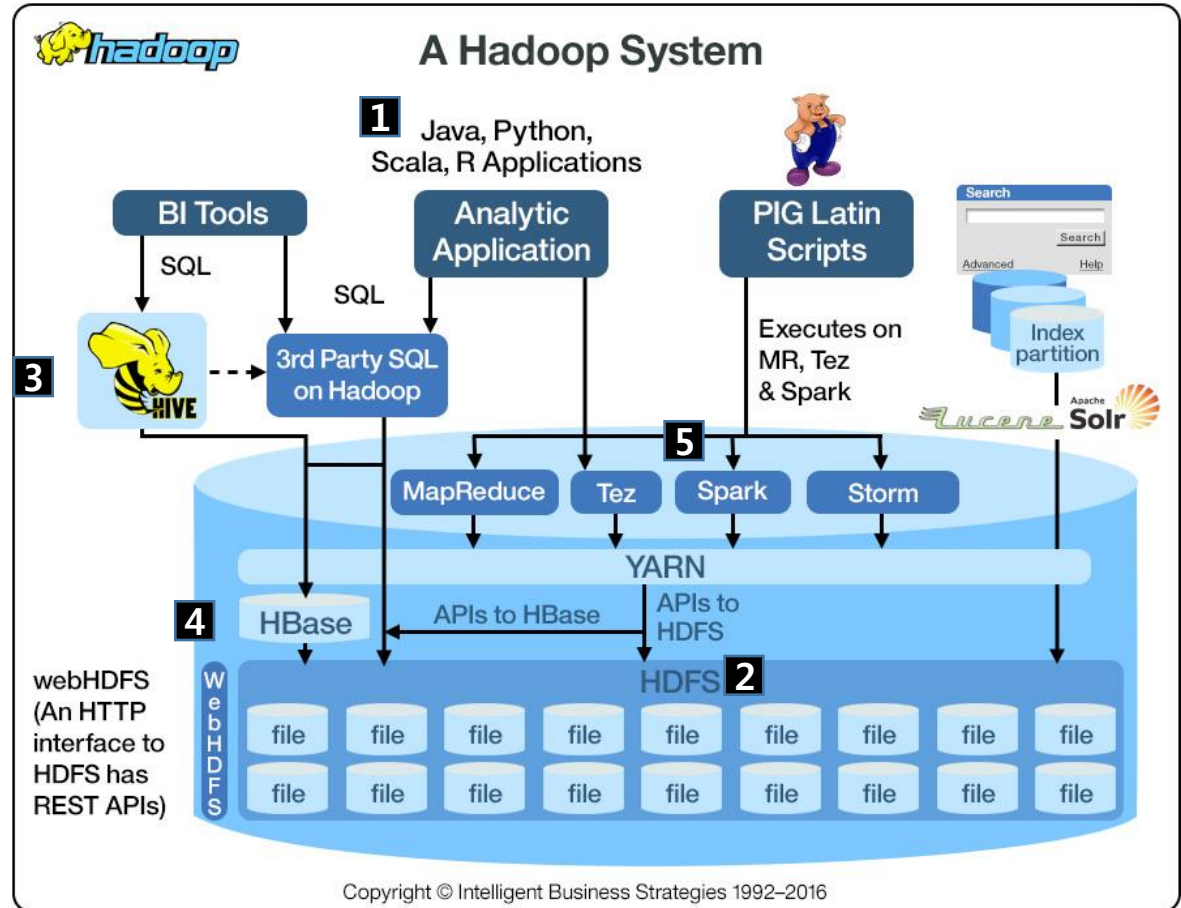 hadoop
A Hadoop System
1
Java, Python,
Scala, R Applications
BI Tools
Analytic
Application
PIG Latin
Scripts
Search
Search
Advanced
Help
SQL
SQL
Executes on
MR, Tez
& Spark
Index
partition
3
HIVE
3rd Party SQL
on Hadoop
Lucene
Apache
Solr
5
MapReduce
Tez
Spark
Storm
YARN
4
HBase
APIs to HBase
APIs to
HDFS
webHDFS
(An HTTP
interface to
HDFS has
REST APIs)
WebHDFS
HDFS
2
file file file file file file file file file
file file file file file file file file file
Copyright © Intelligent Business Strategies 1992–2016